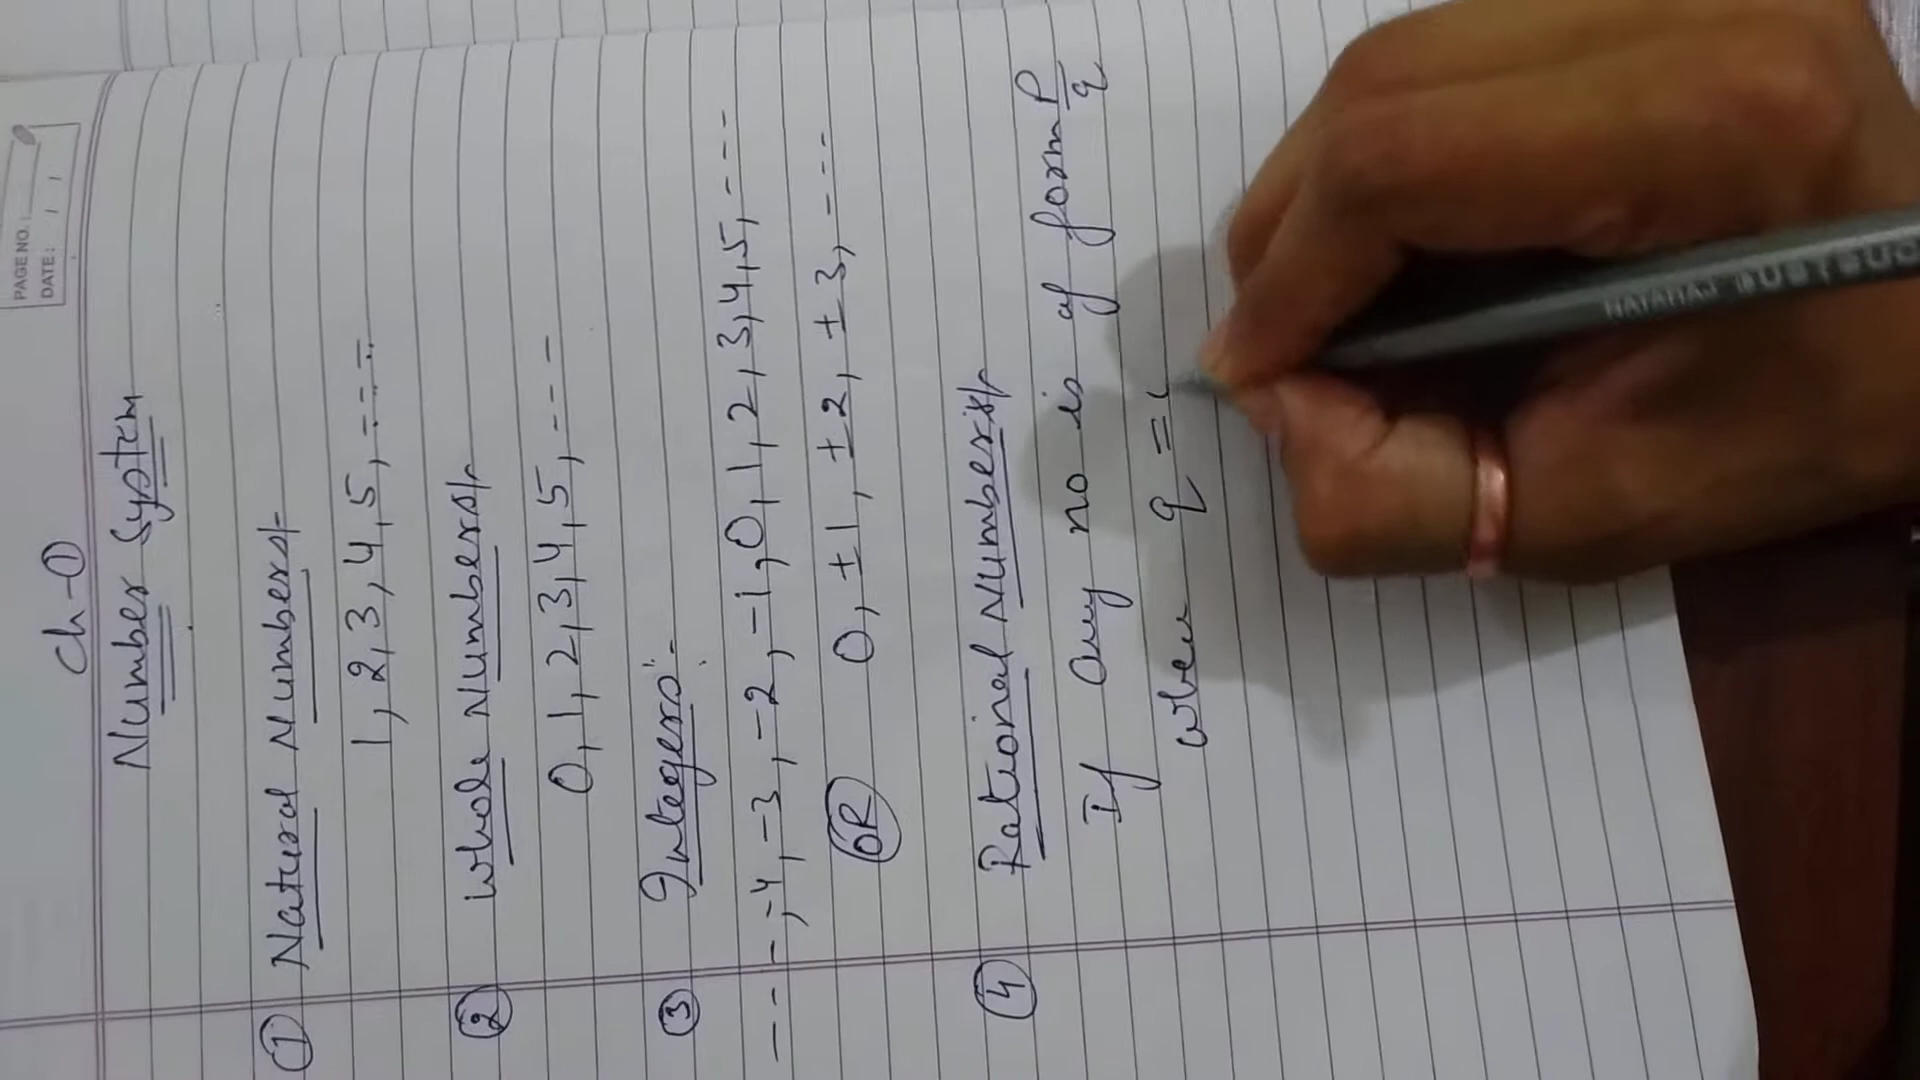 PAGE NO.:
DATE: / /
Ch-①
Number System
① Natural Numbers:-
1, 2, 3, 4, 5, ----
② Whole Numbers:-
0, 1, 2, 3, 4, 5, ---
③ Integers:-
----, -4, -3, -2, -1, 0, 1, 2, 3, 4, 5, ---
OR 0, ±1, ±2, ±3, ---
④ Rational Numbers:-
If any no is of form P/q
when q =
NATARAJ